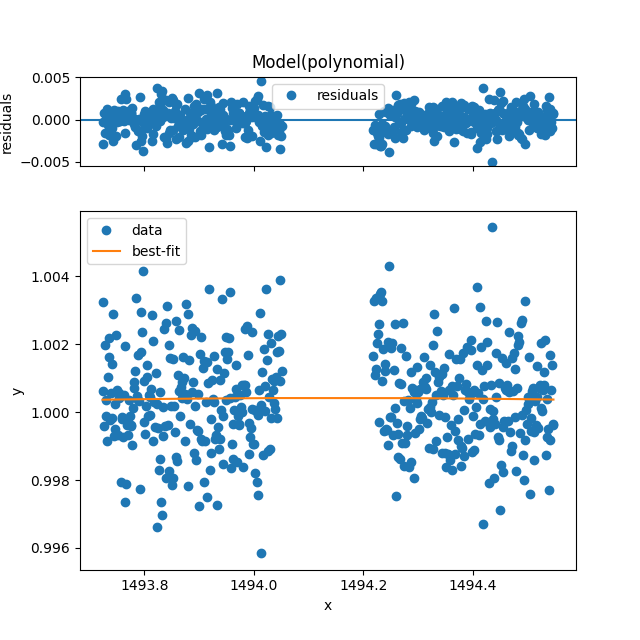 Model(polynomial)
0.005
0.000
−0.005
residuals
residuals
data
best-fit
1.004
1.002
1.000
0.998
0.996
y
1493.8
1494.0
1494.2
1494.4
x